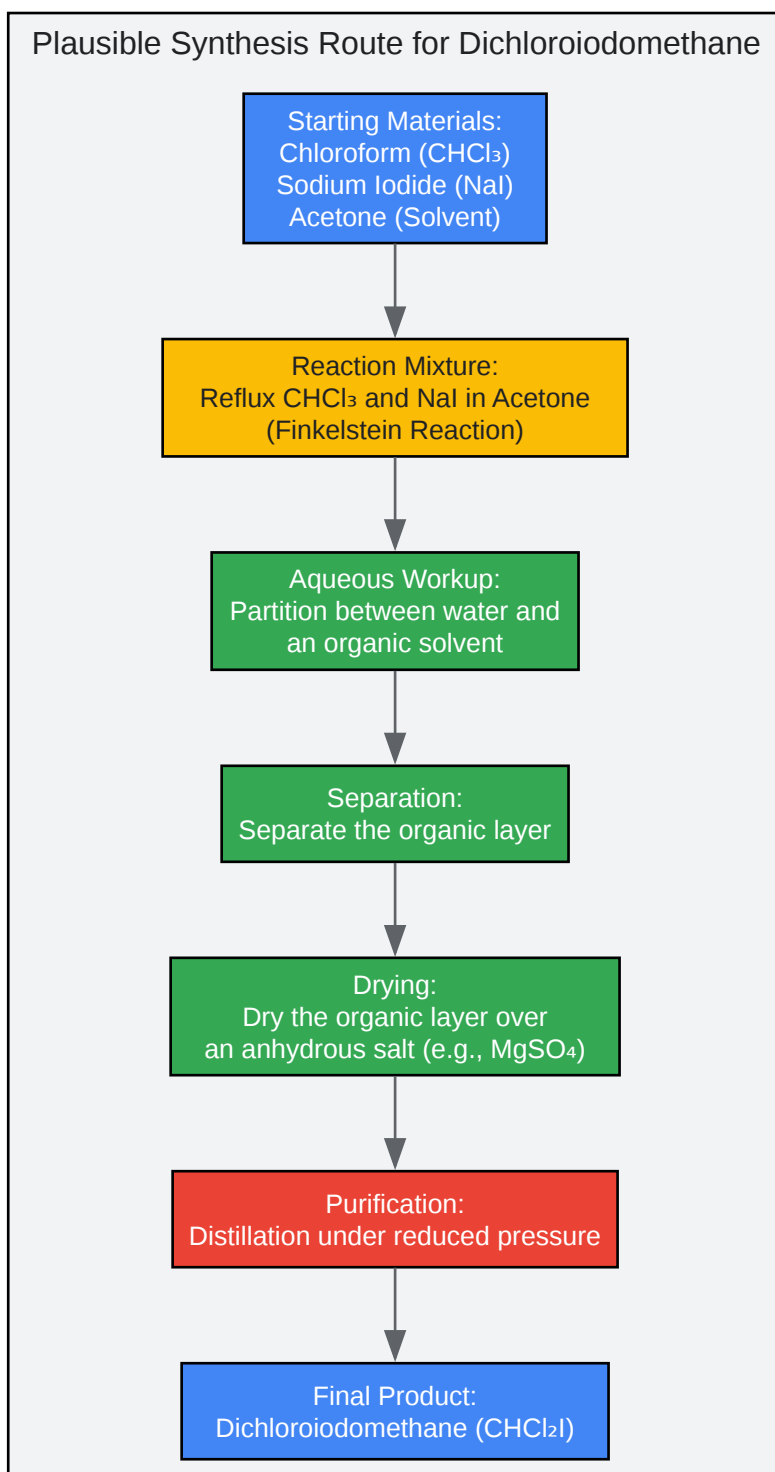 Plausible Synthesis Route for Dichloroiodomethane
Starting Materials:
Chloroform (CHCl₃)
Sodium Iodide (NaI)
Acetone (Solvent)
Reaction Mixture:
Reflux CHCl₃ and NaI in Acetone
(Finkelstein Reaction)
Aqueous Workup:
Partition between water and
an organic solvent
Separation:
Separate the organic layer
Drying:
Dry the organic layer over
an anhydrous salt (e.g., MgSO₄)
Purification:
Distillation under reduced pressure
Final Product:
Dichloroiodomethane (CHCl₂I)